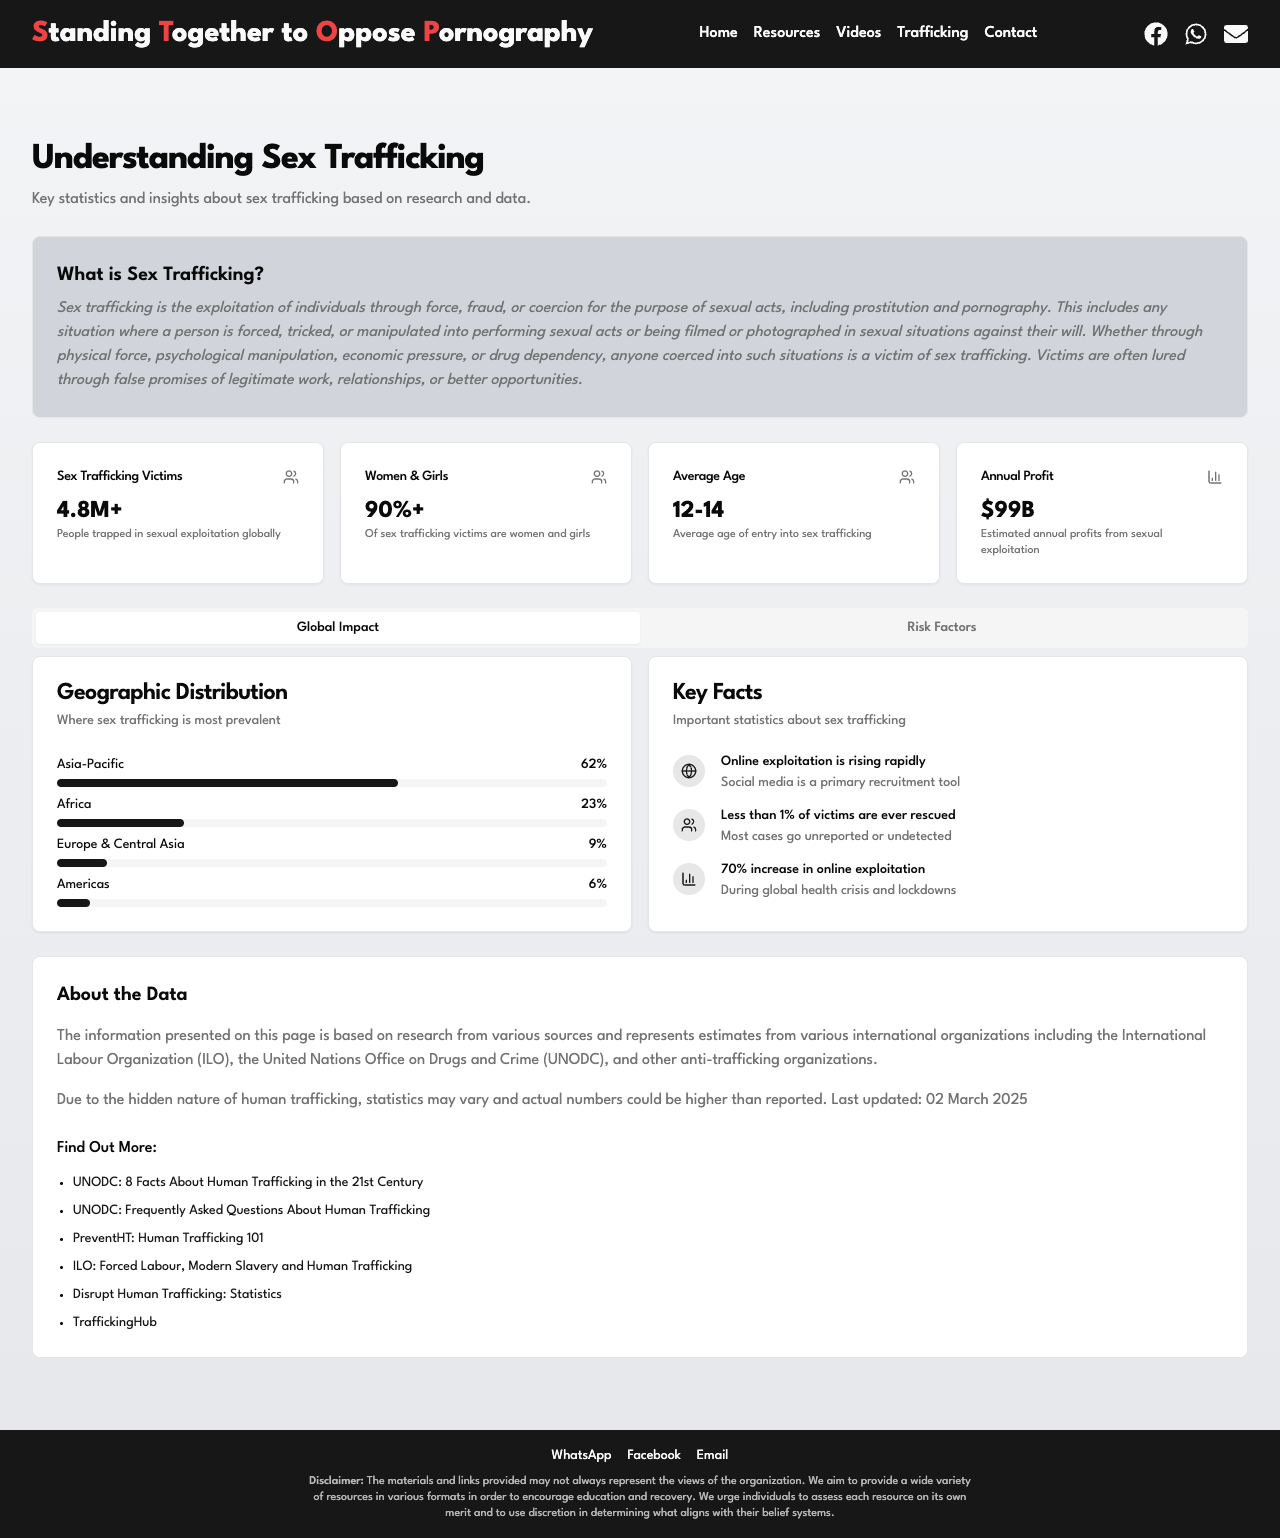 Standing Together to Oppose Pornography
Home Resources Videos Trafficking Contact
Understanding Sex Trafficking
Key statistics and insights about sex trafficking based on research and data.
What is Sex Trafficking?
Sex trafficking is the exploitation of individuals through force, fraud, or coercion for the purpose of sexual acts, including prostitution and pornography. This includes any
situation where a person is forced, tricked, or manipulated into performing sexual acts or being filmed or photographed in sexual situations against their will. Whether through
physical force, psychological manipulation, economic pressure, or drug dependency, anyone coerced into such situations is a victim of sex trafficking. Victims are often lured
through false promises of legitimate work, relationships, or better opportunities.
Sex Trafficking Victims
4.8M+
People trapped in sexual exploitation globally
Women & Girls
90%+
Of sex trafficking victims are women and girls
Average Age
12-14
Average age of entry into sex trafficking
Annual Profit
$99B
Estimated annual profits from sexual
exploitation
Global Impact
Risk Factors
Geographic Distribution
Where sex trafficking is most prevalent
Asia-Pacific 62%
Africa 23%
Europe & Central Asia 9%
Americas 6%
Key Facts
Important statistics about sex trafficking
Online exploitation is rising rapidly
Social media is a primary recruitment tool
Less than 1% of victims are ever rescued
Most cases go unreported or undetected
70% increase in online exploitation
During global health crisis and lockdowns
About the Data
The information presented on this page is based on research from various sources and represents estimates from various international organizations including the International
Labour Organization (ILO), the United Nations Office on Drugs and Crime (UNODC), and other anti-trafficking organizations.
Due to the hidden nature of human trafficking, statistics may vary and actual numbers could be higher than reported. Last updated: 02 March 2025
Find Out More:
• UNODC: 8 Facts About Human Trafficking in the 21st Century
• UNODC: Frequently Asked Questions About Human Trafficking
• PreventHT: Human Trafficking 101
• ILO: Forced Labour, Modern Slavery and Human Trafficking
• Disrupt Human Trafficking: Statistics
• TraffickingHub
WhatsApp Facebook Email
Disclaimer: The materials and links provided may not always represent the views of the organization. We aim to provide a wide variety
of resources in various formats in order to encourage education and recovery. We urge individuals to assess each resource on its own
merit and to use discretion in determining what aligns with their belief systems.